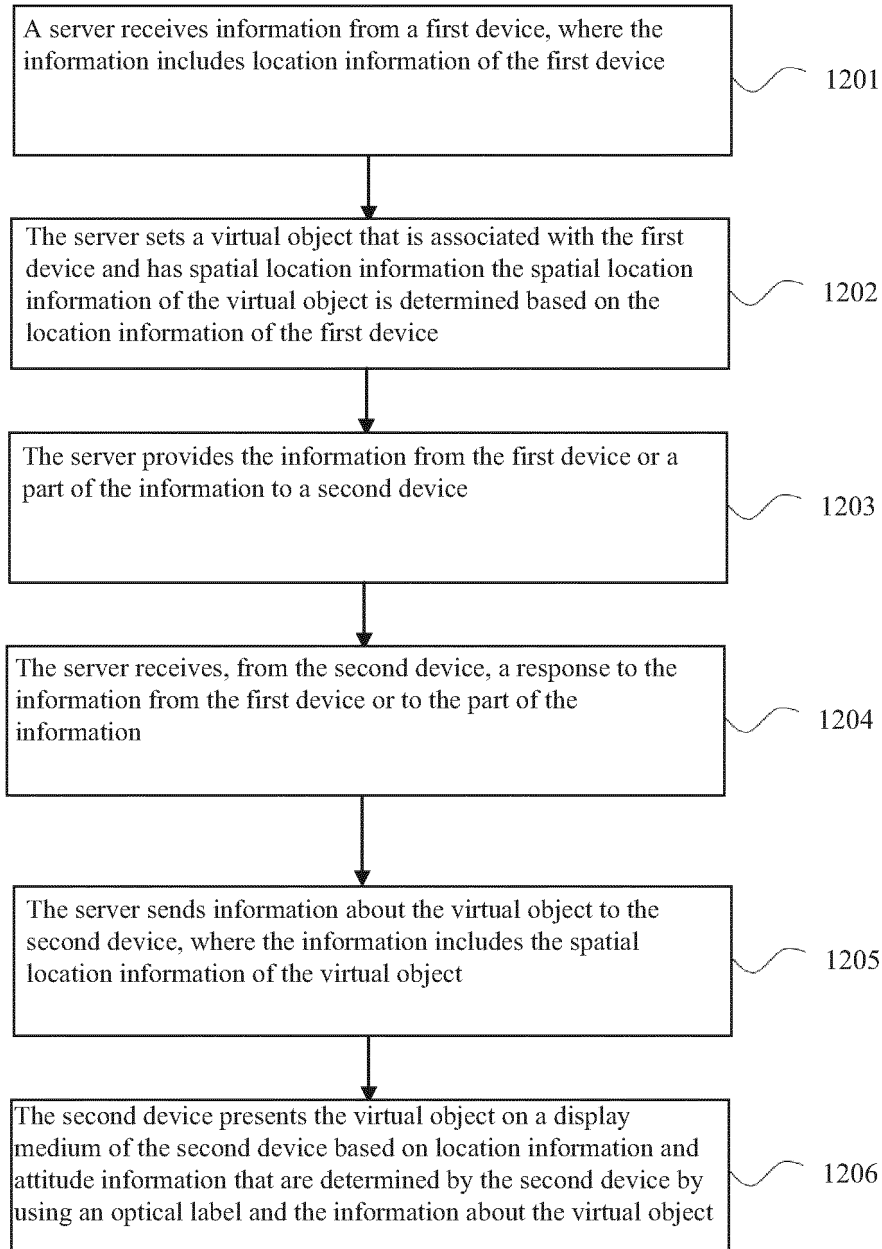 A server receives information from a first device, where the
information includes location information of the first device
1201
The server sets a virtual object that is associated with the first
device and has spatial location information the spatial location
information of the virtual object is determined based on the
location information of the first device
1202
The server provides the information from the first device or a
part of the information to a second device
1203
The server receives, from the second device, a response to the
information from the first device or to the part of the
information
1204
The server sends information about the virtual object to the
second device, where the information includes the spatial
location information of the virtual object
1205
The second device presents the virtual object on a display
medium of the second device based on location information and
attitude information that are determined by the second device by
using an optical label and the information about the virtual object
1206